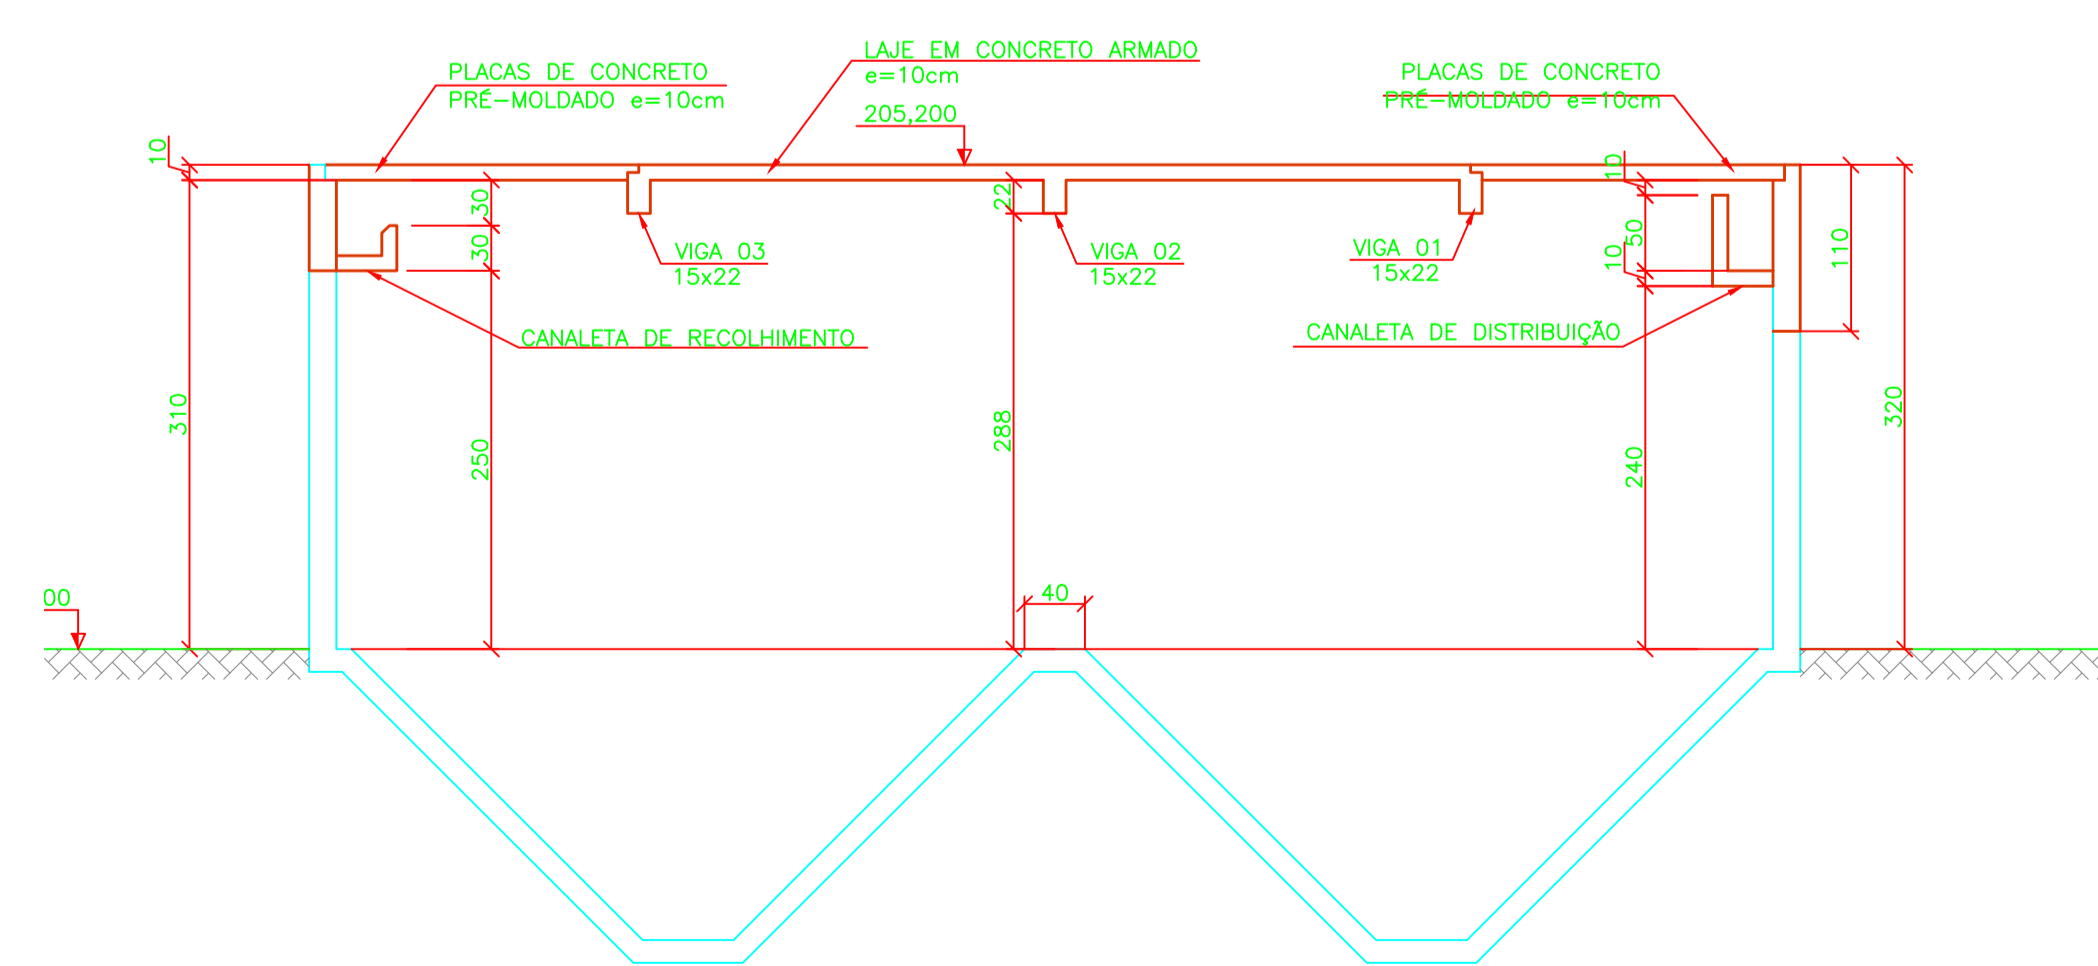 LAJE EM CONCRETO ARMADO
e=10cm
205,200
PLACAS DE CONCRETO
PRÉ-MOLDADO e=10cm
PLACAS DE CONCRETO
PRÉ-MOLDADO e=10cm
10
30
30
22
10
50
10
110
VIGA 03
15x22
VIGA 02
15x22
VIGA 01
15x22
CANALETA DE RECOLHIMENTO
CANALETA DE DISTRIBUIÇÃO
310
250
288
240
320
40
00